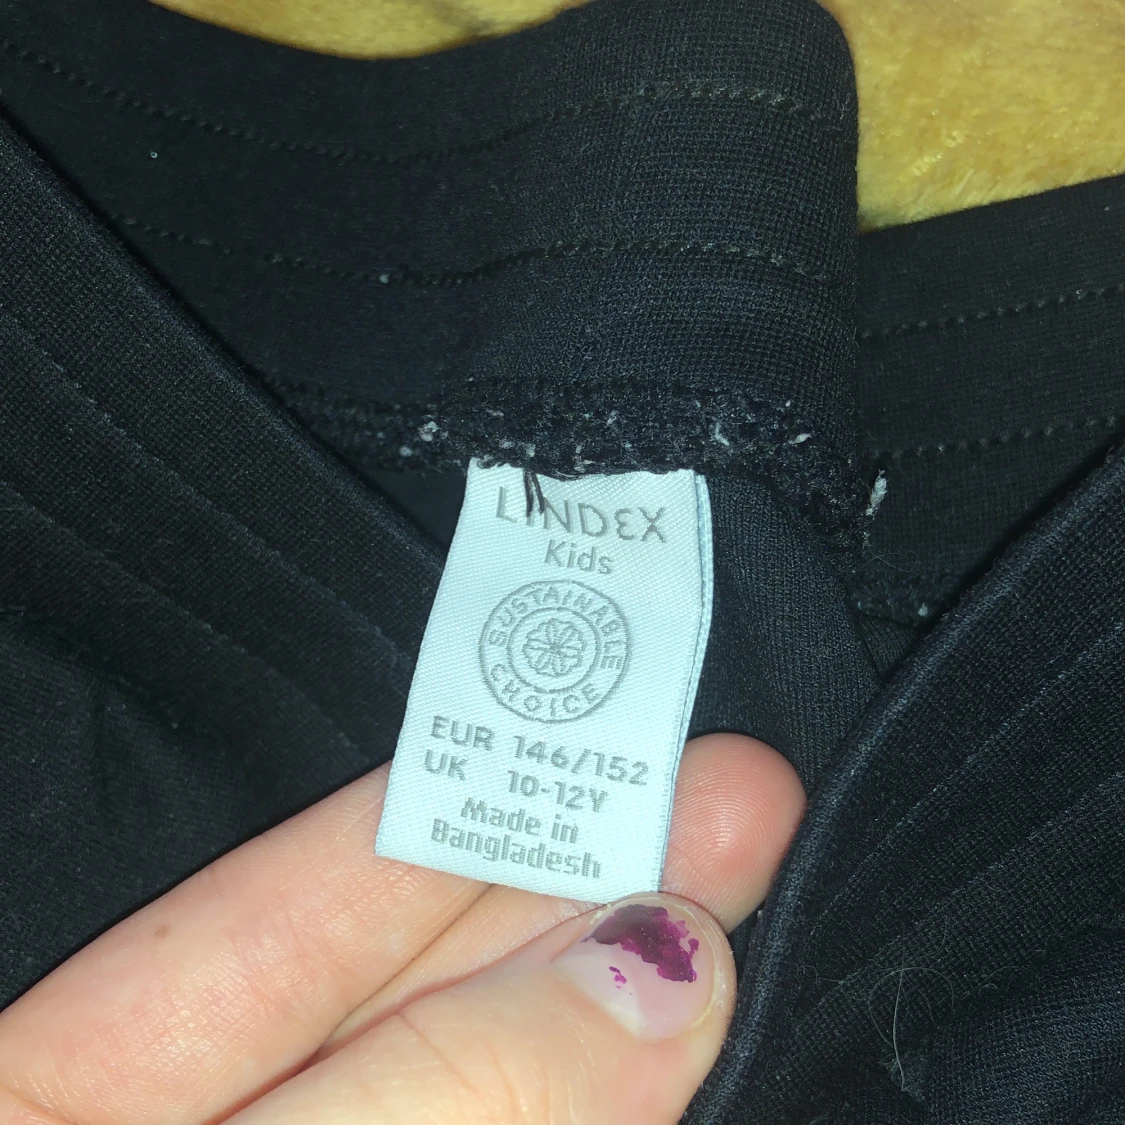 LINDEX
Kids
SUSTAINABLE
CHOICE
EUR 146/152
UK 10-12Y
Made in
Bangladesh